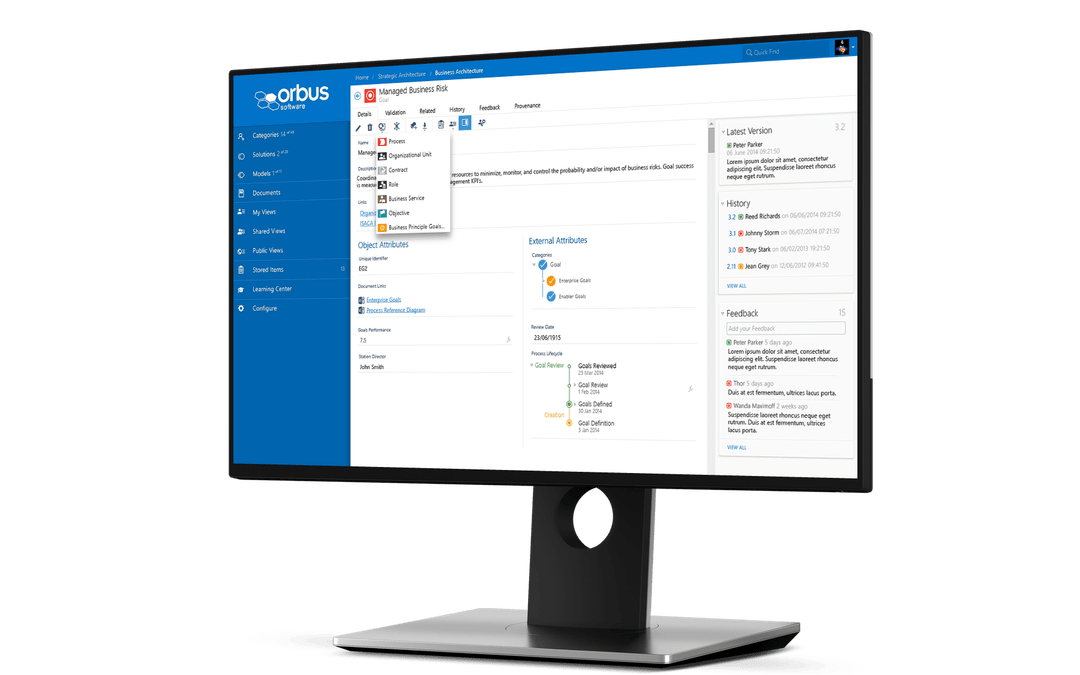 Quick Find
orbus
software
Home / Strategic Architecture / Business Architecture
Managed Business Risk
Goal
Details Validation Related History Feedback Provenance
Categories 14
Solutions 2
Models 5
Documents
My Views
Shared Views
Public Views
Stored Items 13
Learning Center
Configure
Name
Process
Organizational Unit
Contract
Role
Business Service
Objective
Business Principle Goals...
resources to minimize, monitor, and control the probability and/or impact of business risks. Goal success
is
KPIs.
Links
Object Attributes
Unique Identifier
EG2
Document Links
Enterprise Goals
Process Reference Diagram
Goals Performance
7.5
Station Director
John Smith
External Attributes
Categories
Goal
Enterprise Goals
Enabler Goals
Review Date
23/06/1915
Process Lifecycle
Goal Review
Goals Reviewed
23 Mar 2014
Goal Review
1 Feb 2014
Goals Defined
30 Jan 2014
Creation
Goal Definition
3 Jan 2014
Latest Version 3.2
Peter Parker
06 June 2014 09:21:50
Lorem ipsum dolor sit amet, consectetur
adipiscing elit. Suspendisse laoreet rhoncus
neque eget rutrum.
History
3.2 Reed Richards on 06/06/2014 09:21:50
3.1 Johnny Storm on 06/07/2014 07:21:50
3.0 Tony Stark on 06/02/2013 19:21:50
2.11 Jean Grey on 12/06/2012 09:41:50
VIEW ALL
Feedback 15
Add your Feedback
Peter Parker 5 days ago
Lorem ipsum dolor sit amet, consectetur
adipiscing elit. Suspendisse laoreet rhoncus
neque eget rutrum.
Thor 5 days ago
Duis at est fermentum, ultrices lacus porta.
Wanda Maximoff 2 weeks ago
Suspendisse laoreet rhoncus neque eget
rutrum. Duis at est fermentum, ultrices
lacus porta.
VIEW ALL